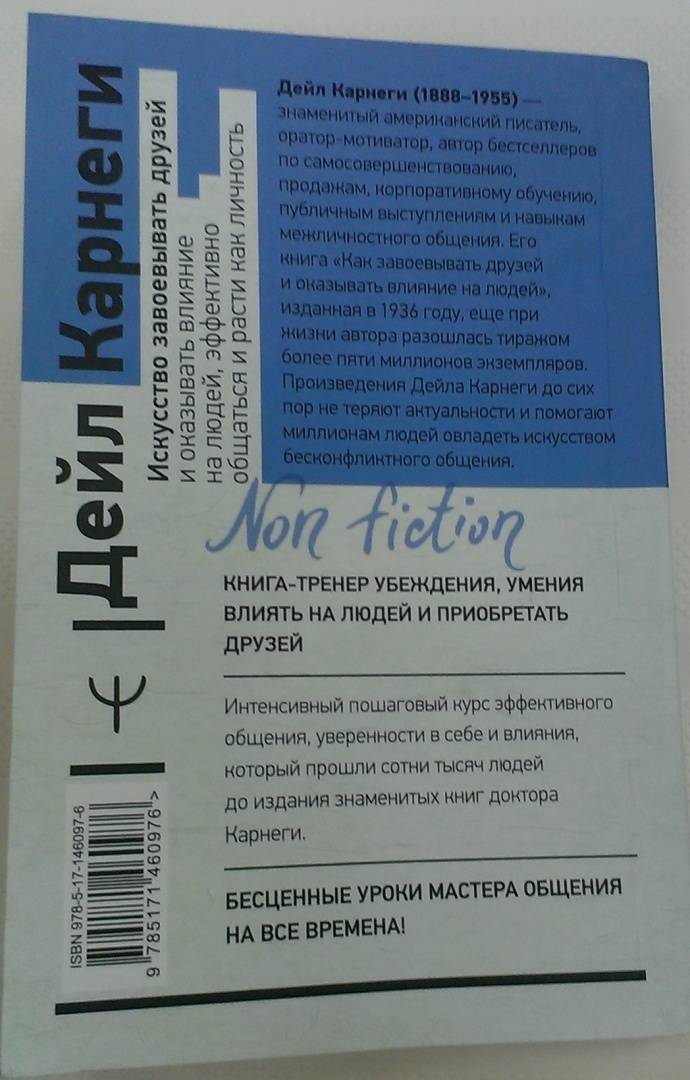 Дейл Карнеги
Искусство завоевывать друзей
и оказывать влияние
на людей, эффективно
общаться и расти как личность
Дейл Карнеги (1888–1955) —
знаменитый американский писатель,
оратор-мотиватор, автор бестселлеров
по самосовершенствованию,
продажам, корпоративному обучению,
публичным выступлениям и навыкам
межличностного общения. Его
книга «Как завоевывать друзей
и оказывать влияние на людей»,
изданная в 1936 году, еще при
жизни автора разошлась тиражом
более пяти миллионов экземпляров.
Произведения Дейла Карнеги до сих
пор не теряют актуальности и помогают
миллионам людей овладеть искусством
бесконфликтного общения.
Non fiction
КНИГА-ТРЕНЕР УБЕЖДЕНИЯ, УМЕНИЯ
ВЛИЯТЬ НА ЛЮДЕЙ И ПРИОБРЕТАТЬ
ДРУЗЕЙ
Интенсивный пошаговый курс эффективного
общения, уверенности в себе и влияния,
который прошли сотни тысяч людей
до издания знаменитых книг доктора
Карнеги.
БЕСЦЕННЫЕ УРОКИ МАСТЕРА ОБЩЕНИЯ
НА ВСЕ ВРЕМЕНА!
ISBN 978-5-17-146097-6
9 785171 460976 >